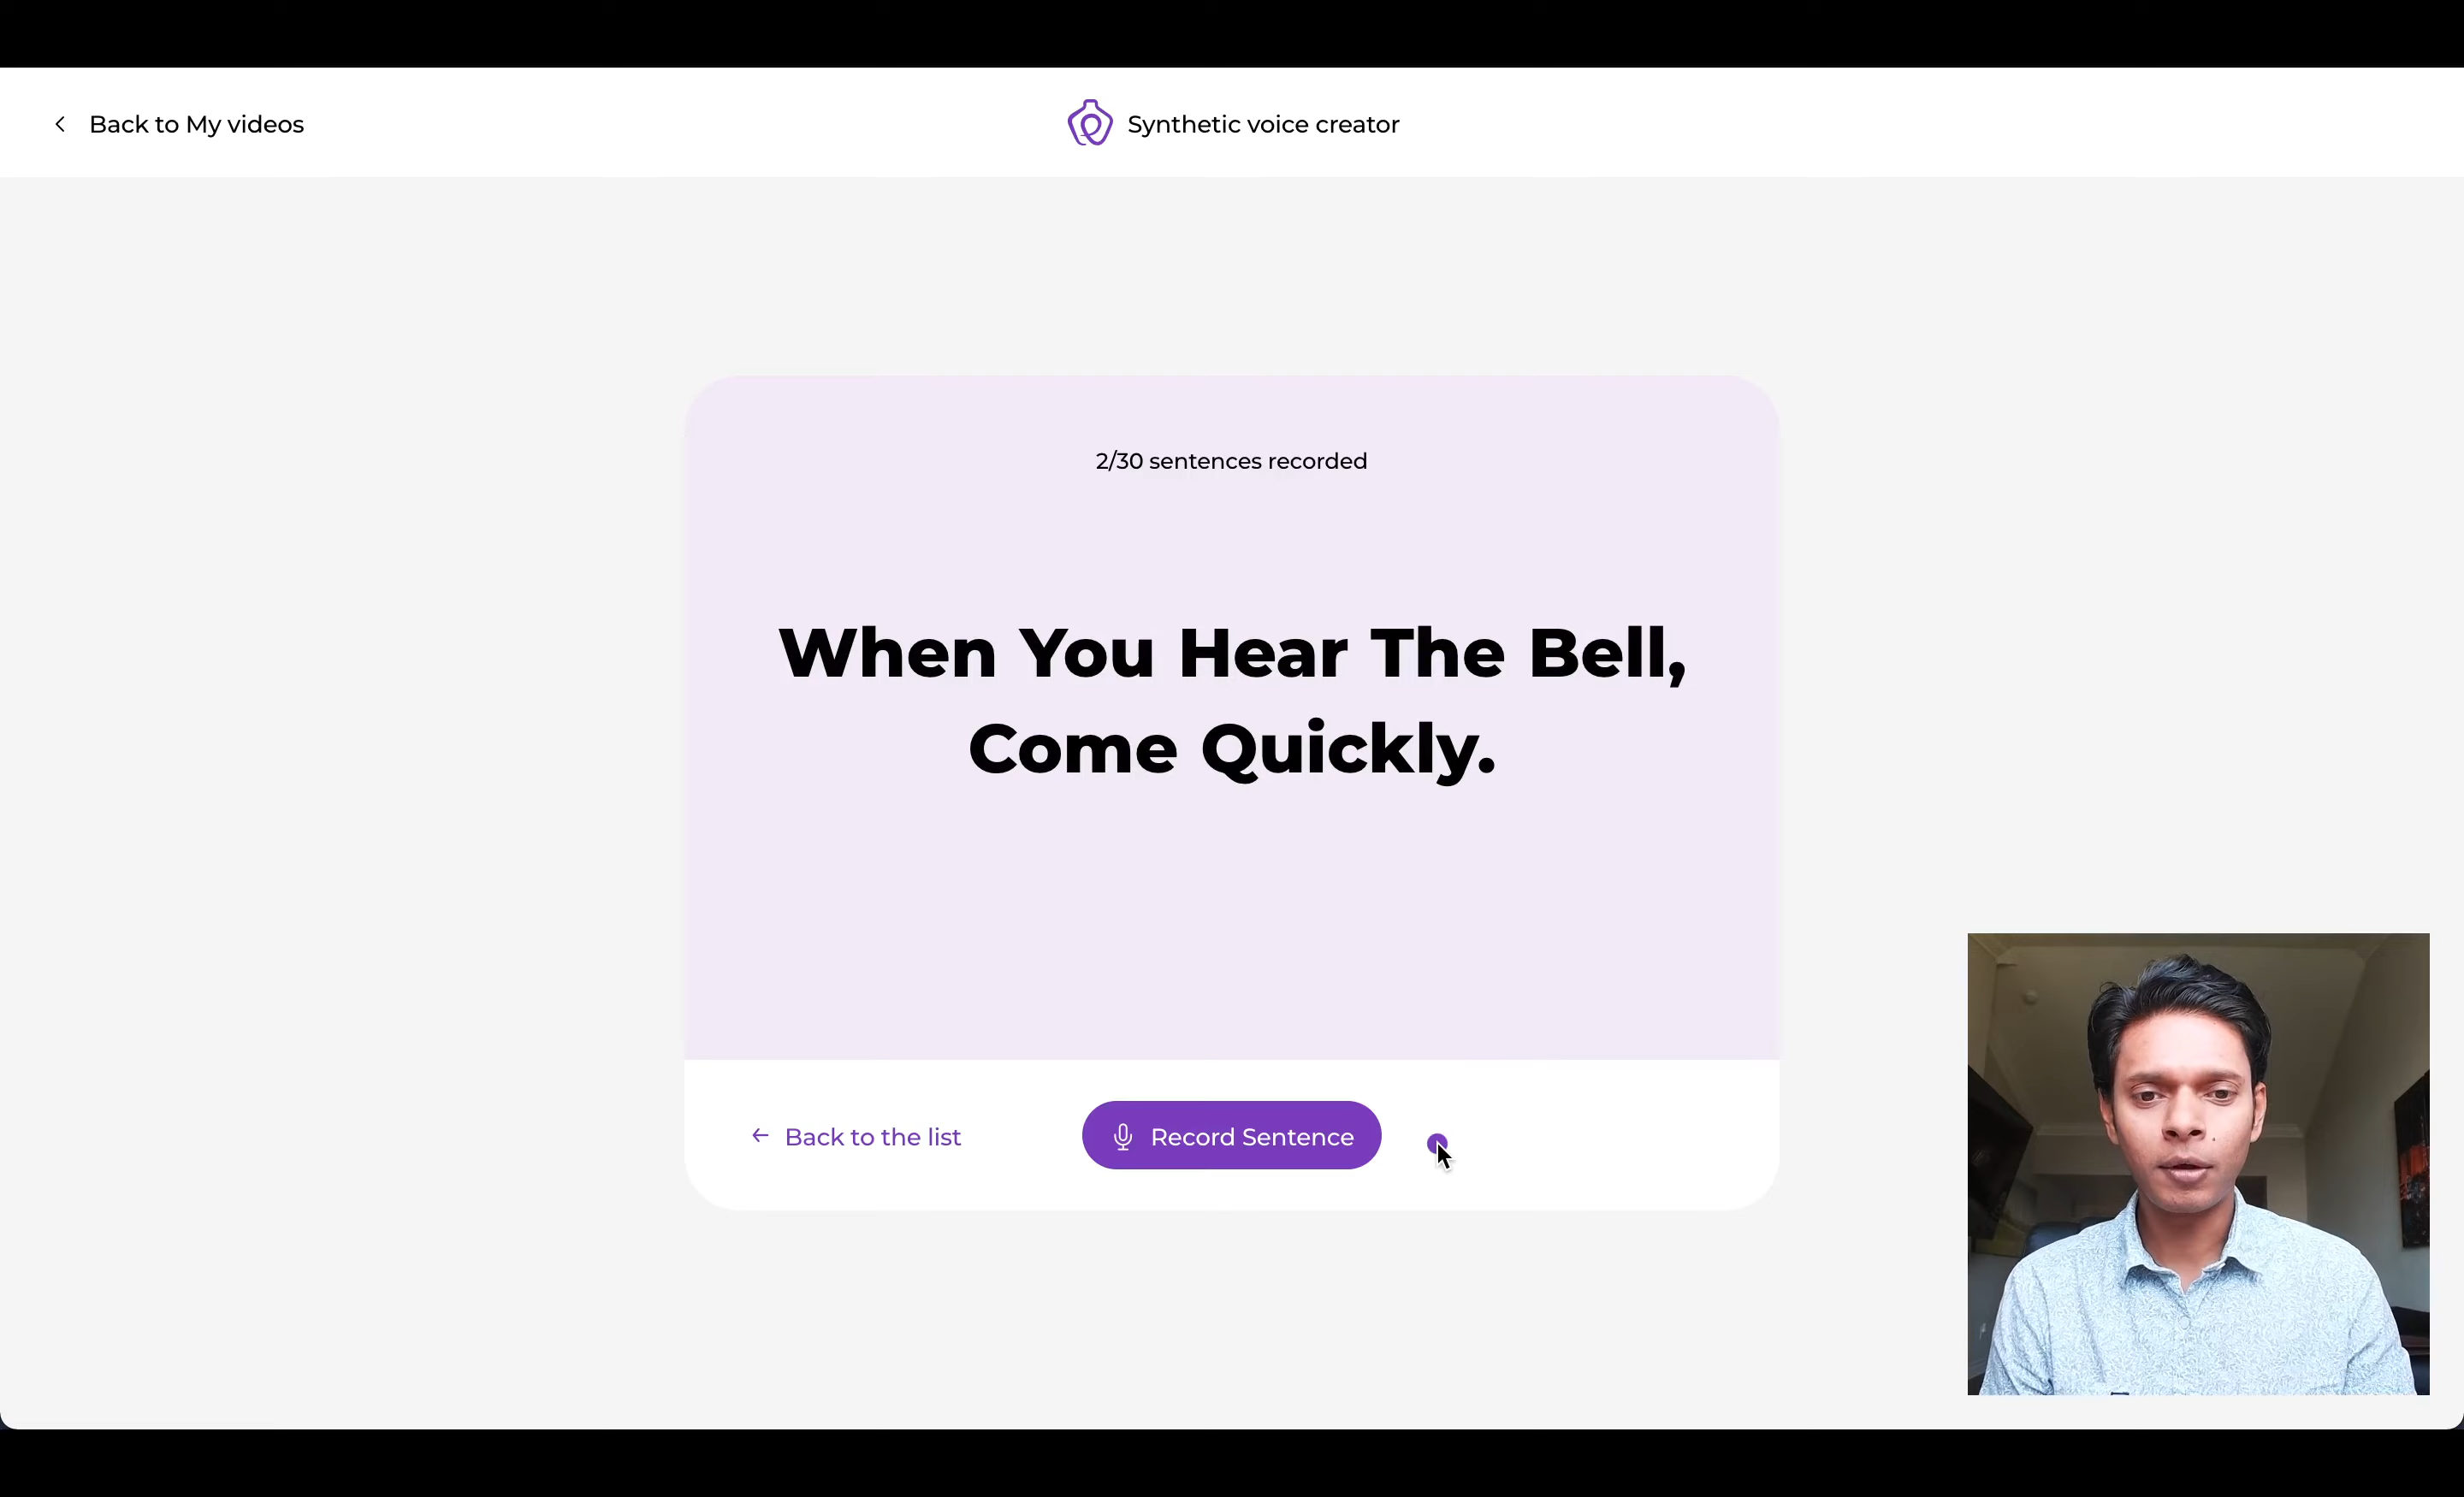 Back to My videos
Synthetic voice creator
2/30 sentences recorded
When You Hear The Bell,
Come Quickly.
Back to the list
Record Sentence